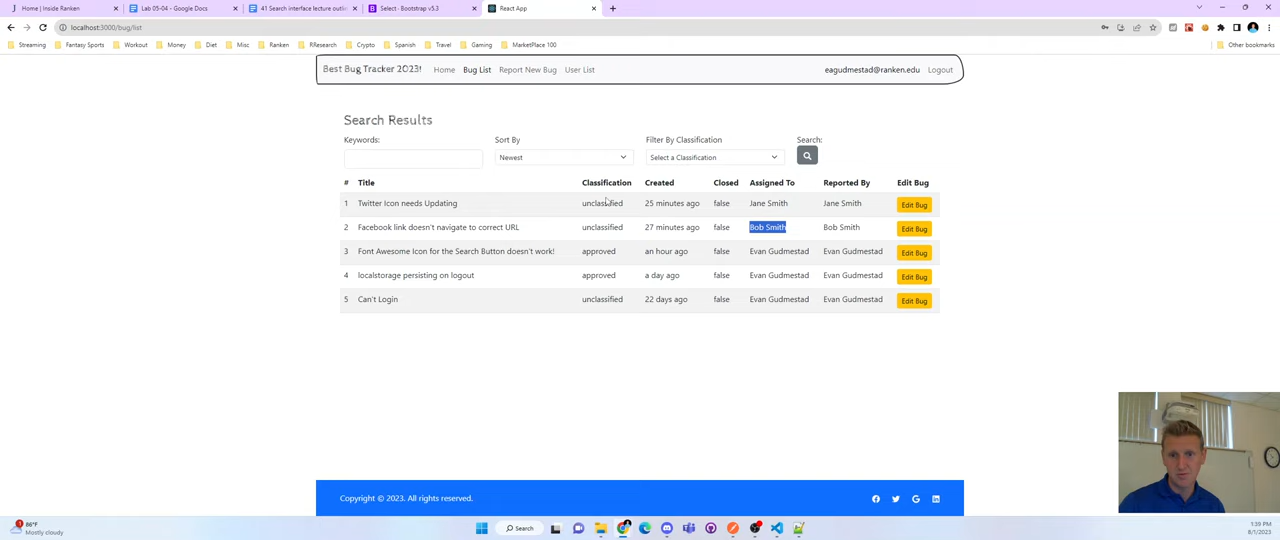 Home | Inside Ranken
Lab 05-04 - Google Docs
41 Search interface lecture outlin
Select · Bootstrap v5.3
React App
localhost:3000/bug/list
Streaming
Fantasy Sports
Workout
Money
Diet
Misc
Ranken
RResearch
Crypto
Spanish
Travel
Gaming
MarketPlace 100
Other bookmarks
Best Bug Tracker 2023! Home Bug List Report New Bug User List eagudmestad@ranken.edu Logout
Search Results
Keywords: Sort By Filter By Classification Search:
Newest Select a Classification
# Title Classification Created Closed Assigned To Reported By Edit Bug
1 Twitter Icon needs Updating unclassified 25 minutes ago false Jane Smith Jane Smith Edit Bug
2 Facebook link doesn't navigate to correct URL unclassified 27 minutes ago false Bob Smith Bob Smith Edit Bug
3 Font Awesome Icon for the Search Button doesn't work! approved an hour ago false Evan Gudmestad Evan Gudmestad Edit Bug
4 localstorage persisting on logout approved a day ago false Evan Gudmestad Evan Gudmestad Edit Bug
5 Can't Login unclassified 22 days ago false Evan Gudmestad Evan Gudmestad Edit Bug
Copyright © 2023. All rights reserved.
86°F
Mostly cloudy
Search
1:39 PM
8/1/2023